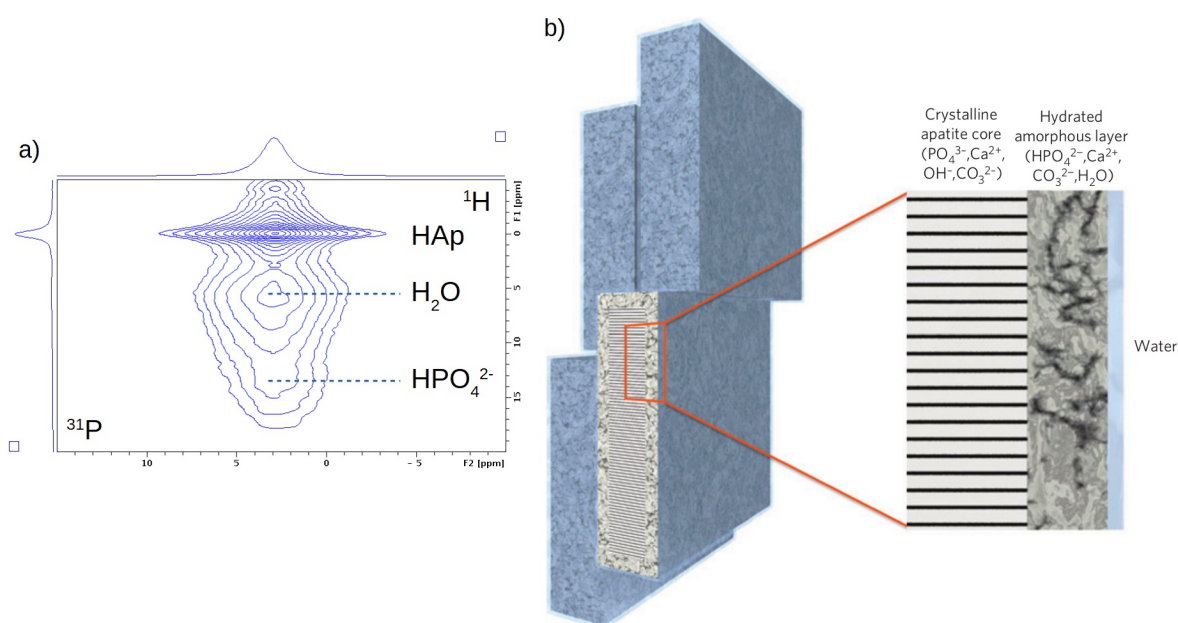 a)
¹H
HAp
H₂O
HPO₄²⁻
³¹P
F1 [ppm]
0
5
10
15
10
5
0
- 5
F2 [ppm]
b)
Crystalline
apatite core
(PO₄³⁻,Ca²⁺,
OH⁻,CO₃²⁻)
Hydrated
amorphous layer
(HPO₄²⁻,Ca²⁺,
CO₃²⁻,H₂O)
Water